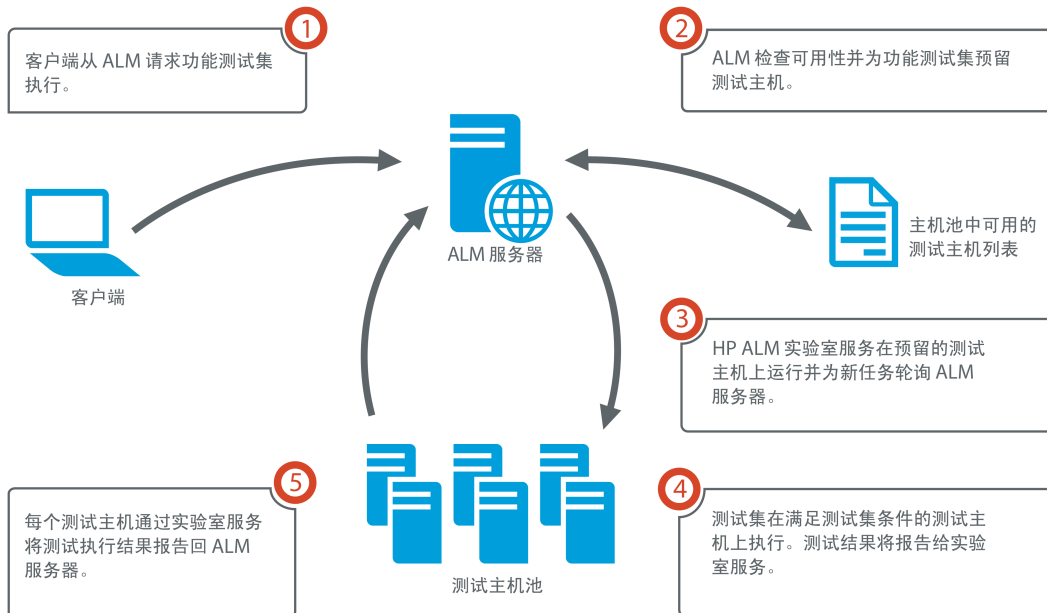 1
客户端从 ALM 请求功能测试集
执行。
2
ALM 检查可用性并为功能测试集预留
测试主机。
ALM 服务器
主机池中可用的
测试主机列表
客户端
3
HP ALM 实验室服务在预留的测试
主机上运行并为新任务轮询 ALM
服务器。
5
每个测试主机通过实验室服务
将测试执行结果报告回 ALM
服务器。
测试主机池
4
测试集在满足测试集条件的测试主
机上执行。测试结果将报告给实验
室服务。